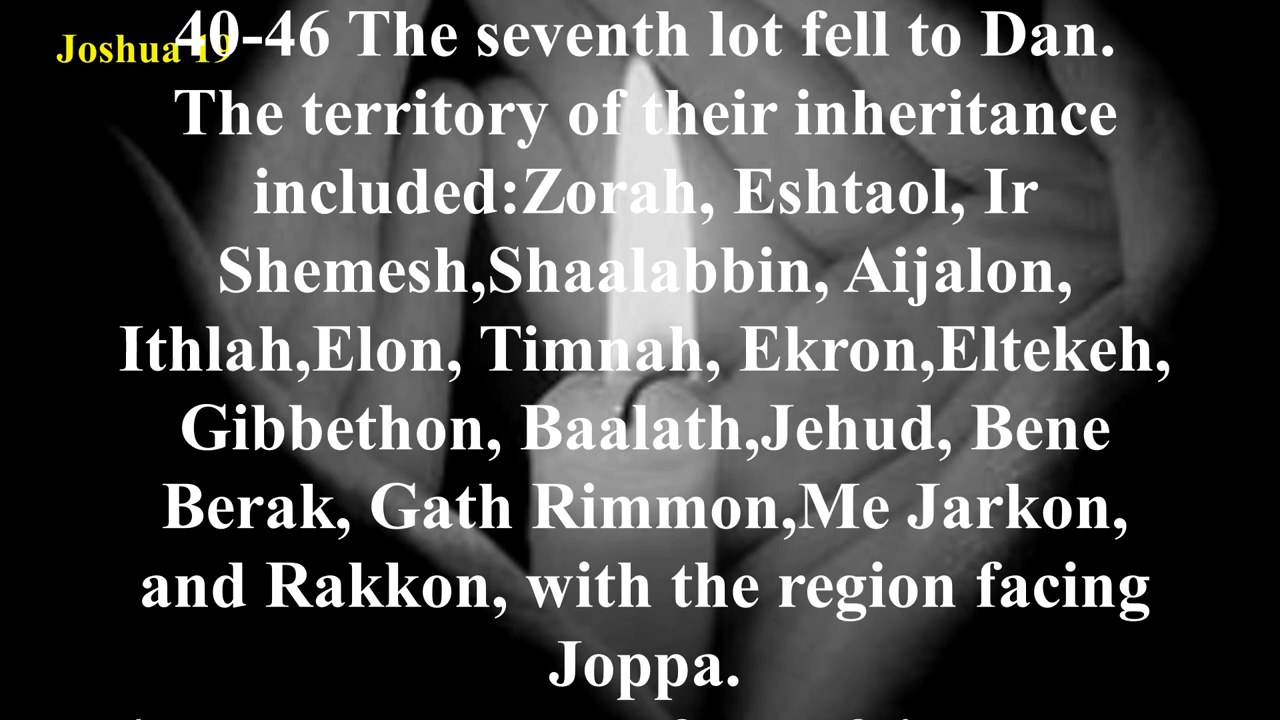 Joshua 19
40-46 The seventh lot fell to Dan.
The territory of their inheritance
included:Zorah, Eshtaol, Ir
Shemesh,Shaalabbin, Aijalon,
Ithlah,Elon, Timnah, Ekron,Eltekeh,
Gibbethon, Baalath,Jehud, Bene
Berak, Gath Rimmon,Me Jarkon,
and Rakkon, with the region facing
Joppa.